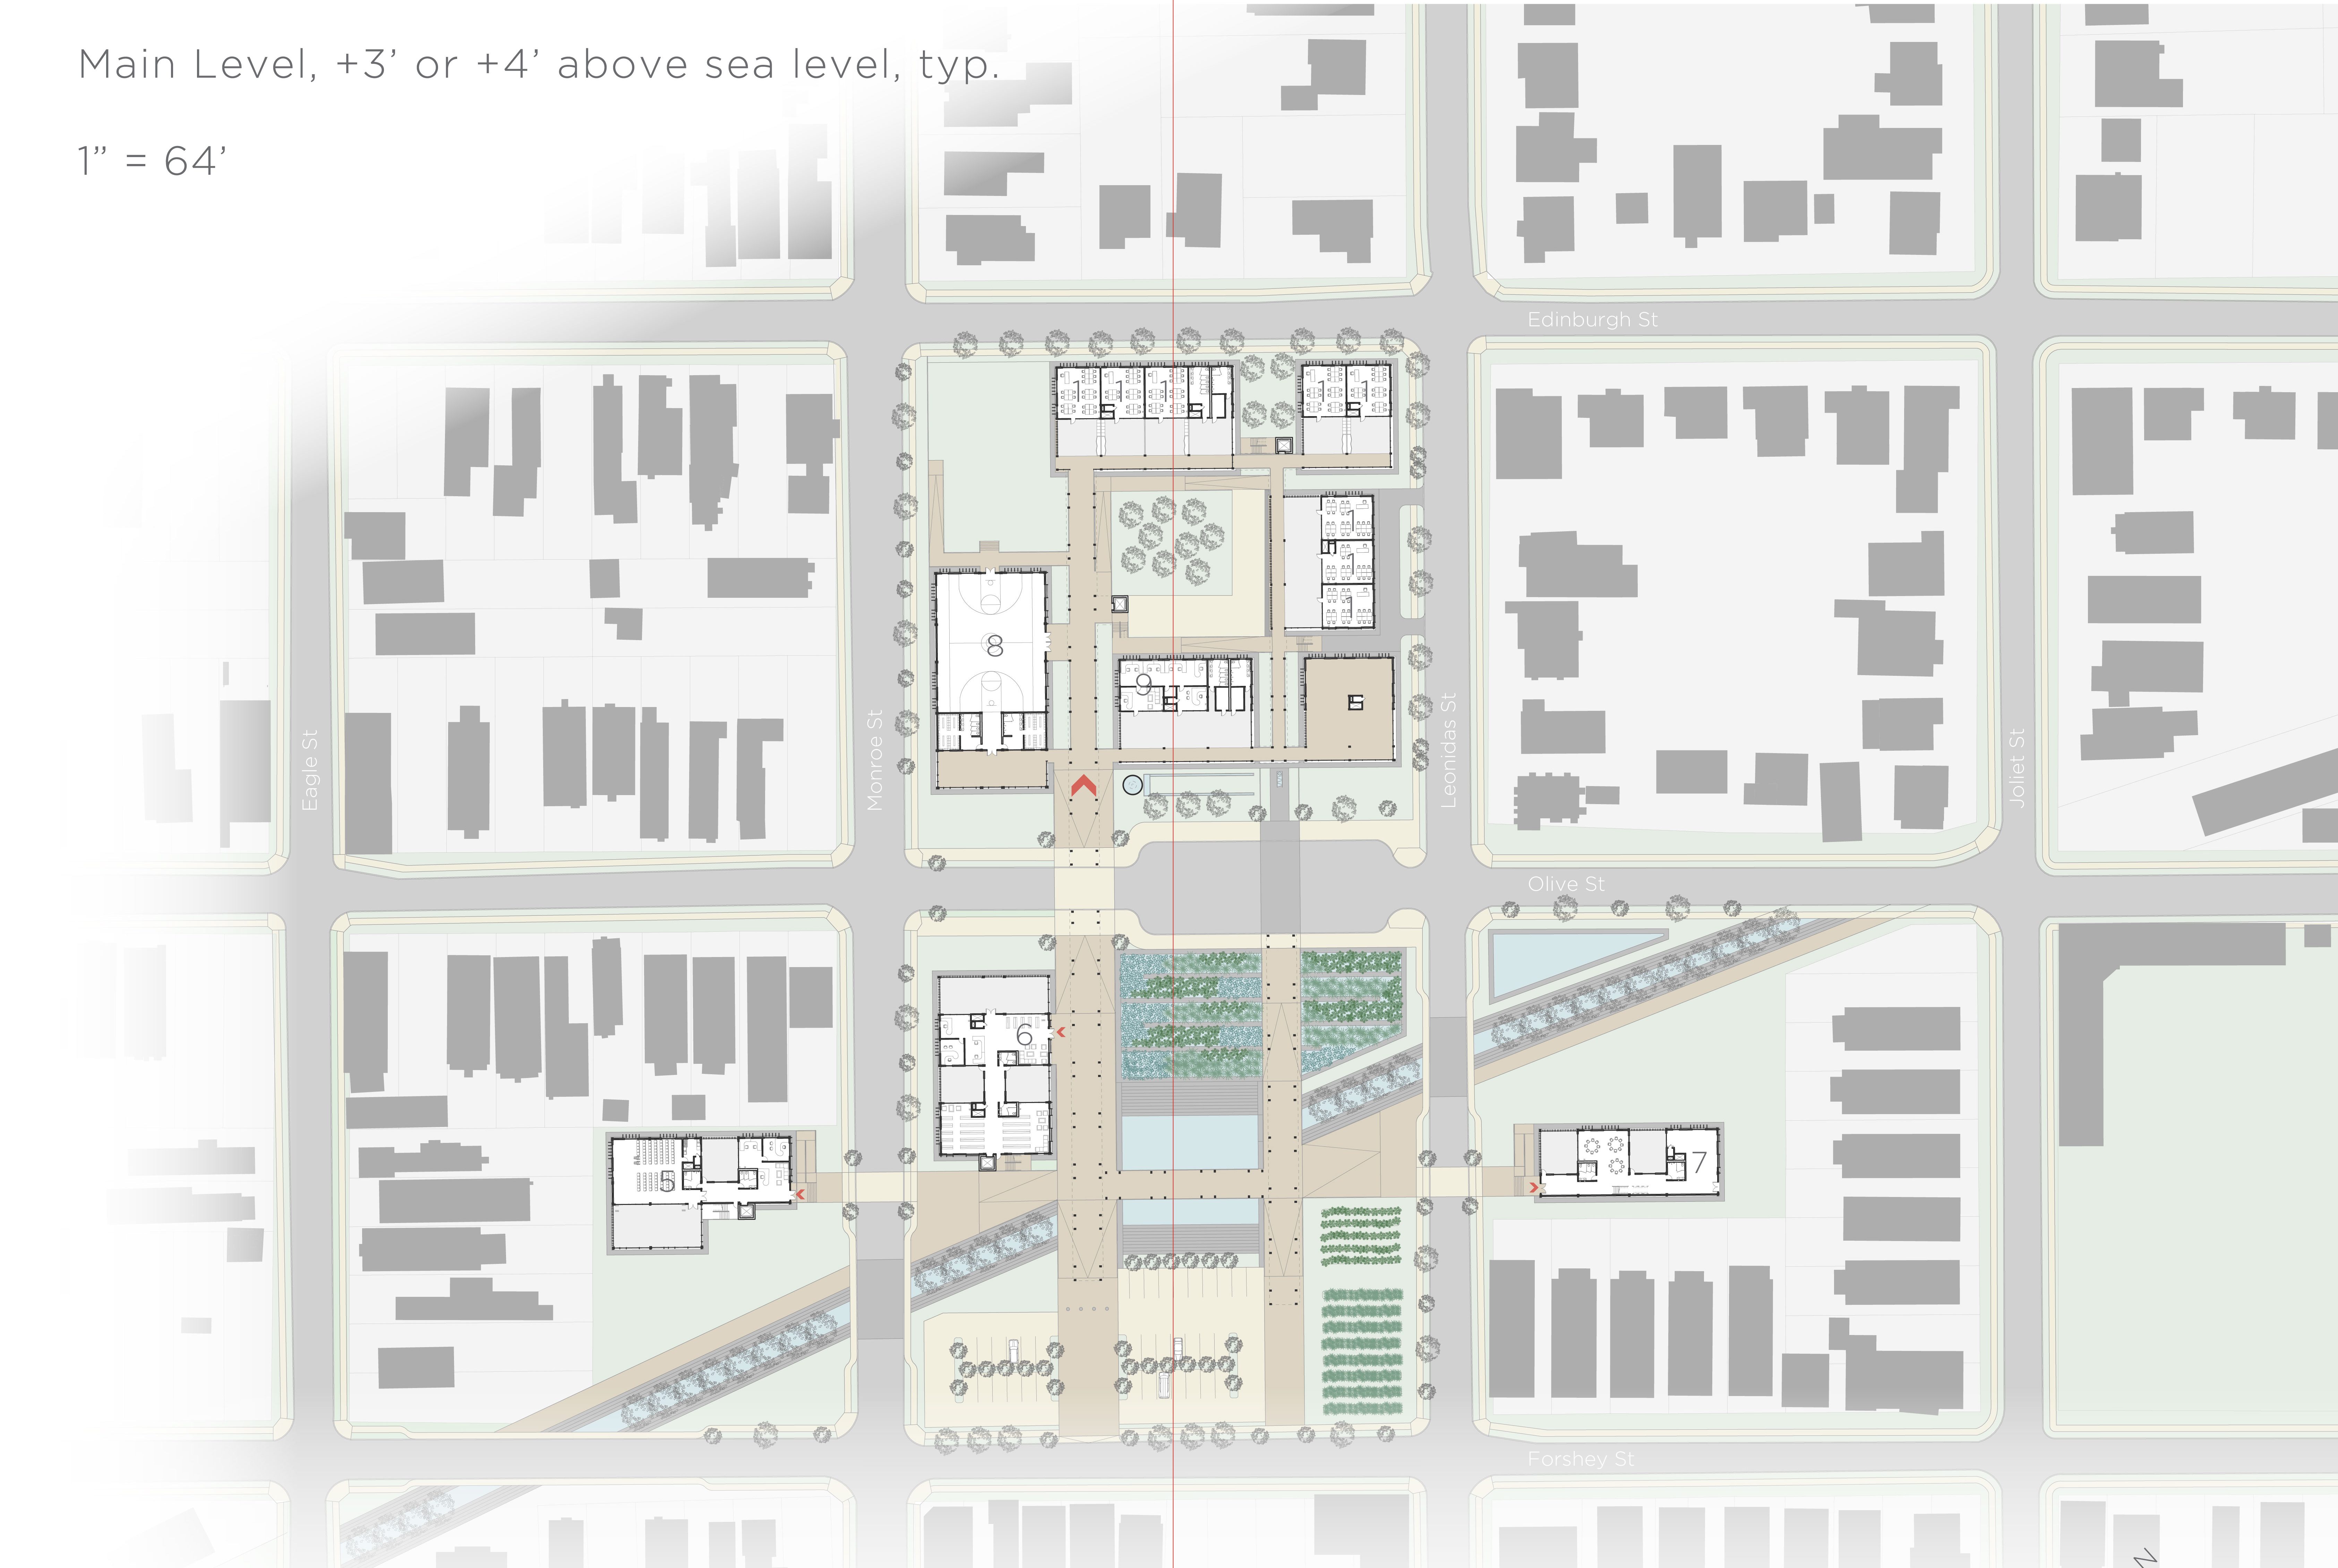 Main Level, +3’ or +4’ above sea level, typ.
1” = 64’
Edinburgh St
Eagle St
Monroe St
Leonidas St
Joliet St
8
9
Olive St
6
5
7
Forshey St
N